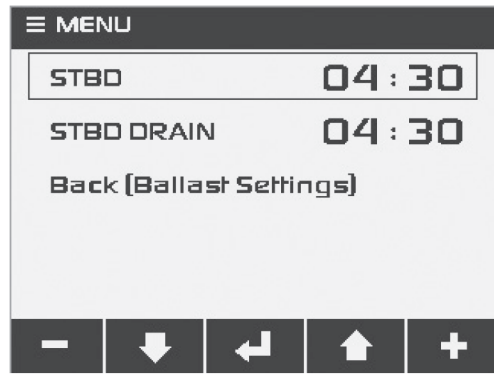 MENU
STBD 04:30
STBD DRAIN 04:30
Back (Ballast Settings)